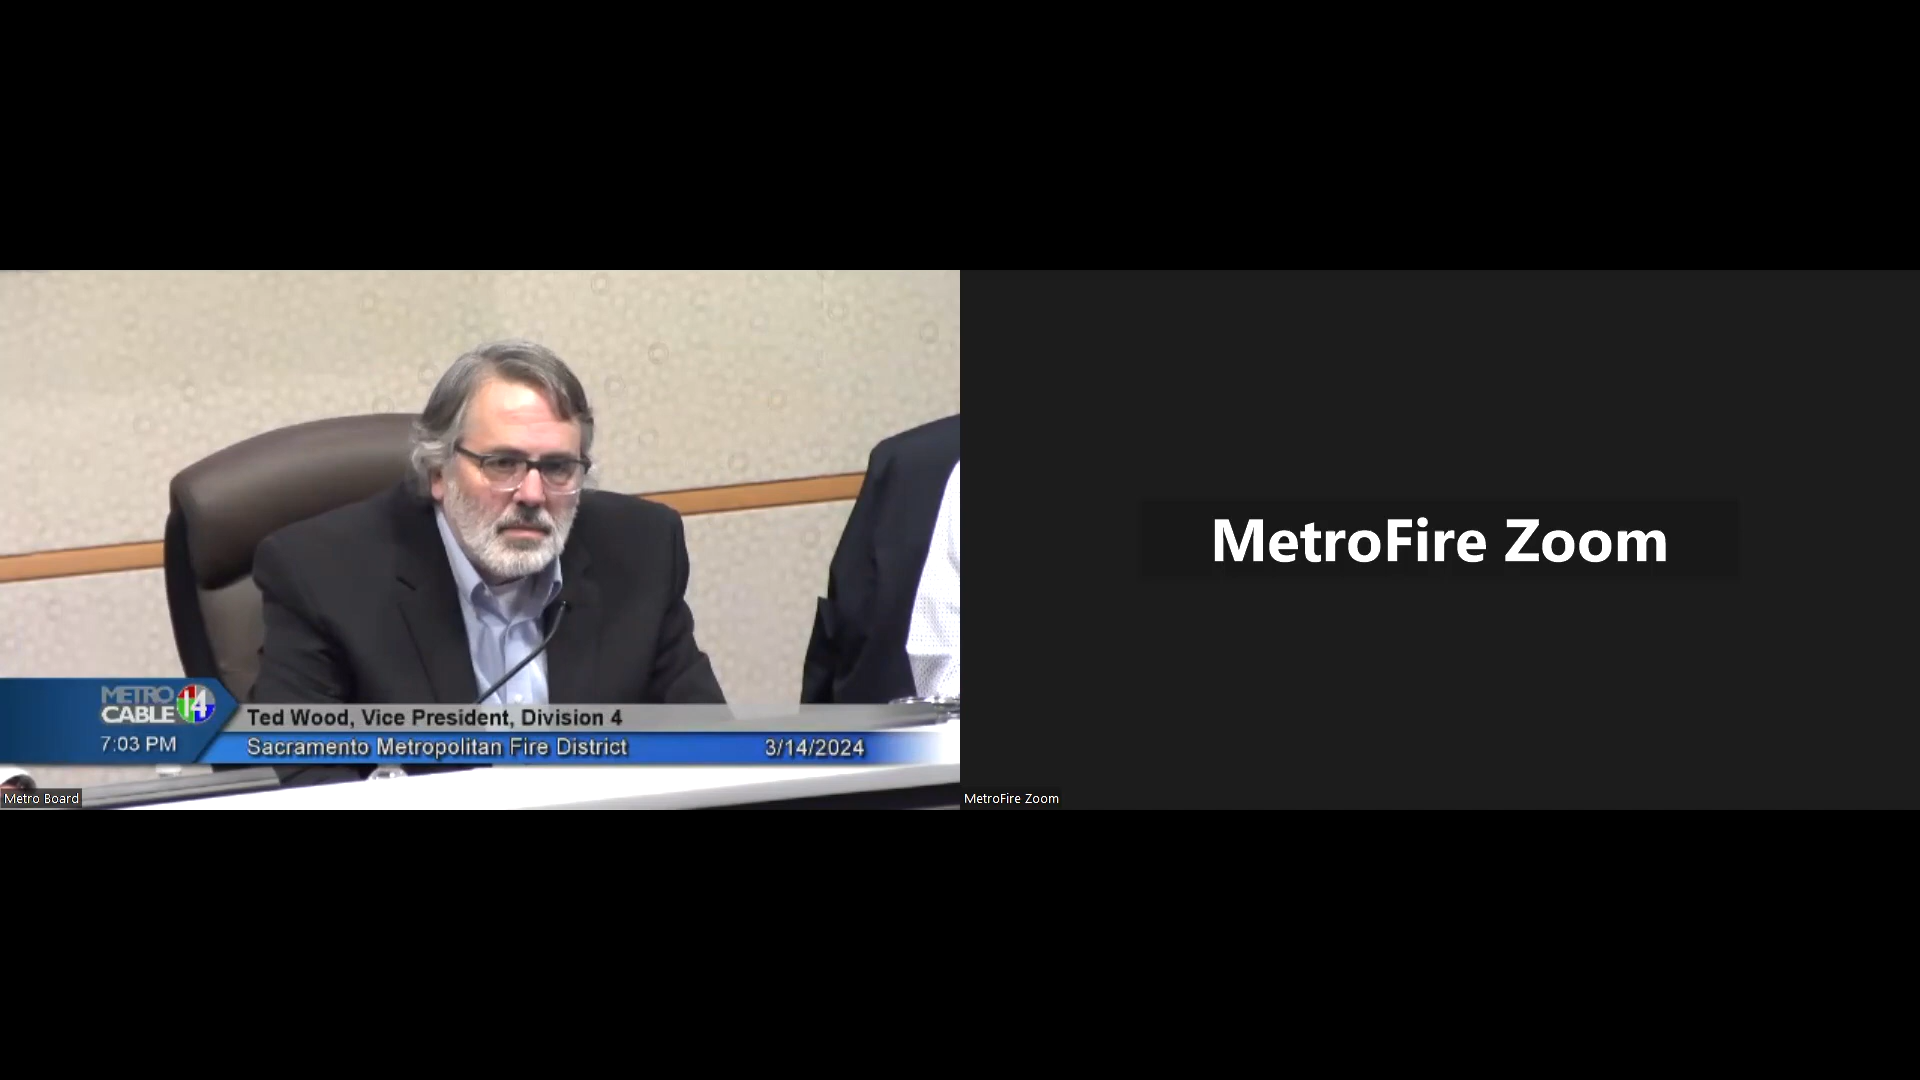 METRO
CABLE 14
7:03 PM
Ted Wood, Vice President, Division 4
Sacramento Metropolitan Fire District 3/14/2024
Metro Board
MetroFire Zoom
MetroFire Zoom